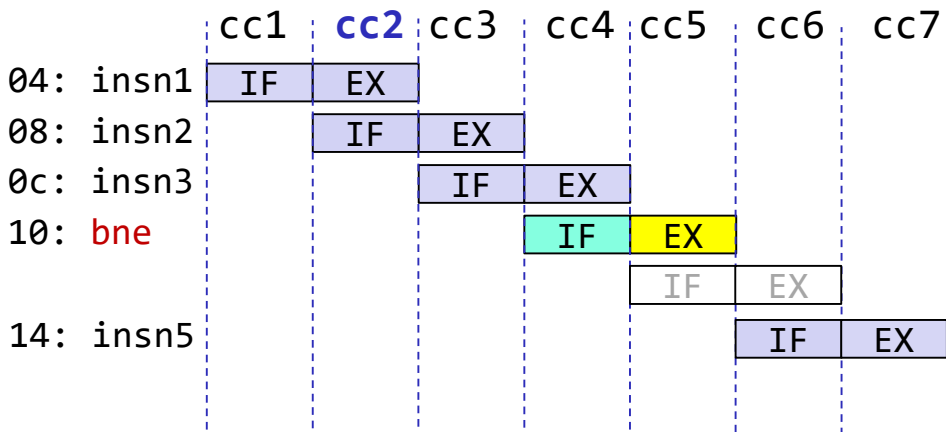 cc1 cc2 cc3 cc4 cc5 cc6 cc7
04: insn1 IF EX
08: insn2 IF EX
0c: insn3 IF EX
10: bne IF EX
IF EX
14: insn5 IF EX